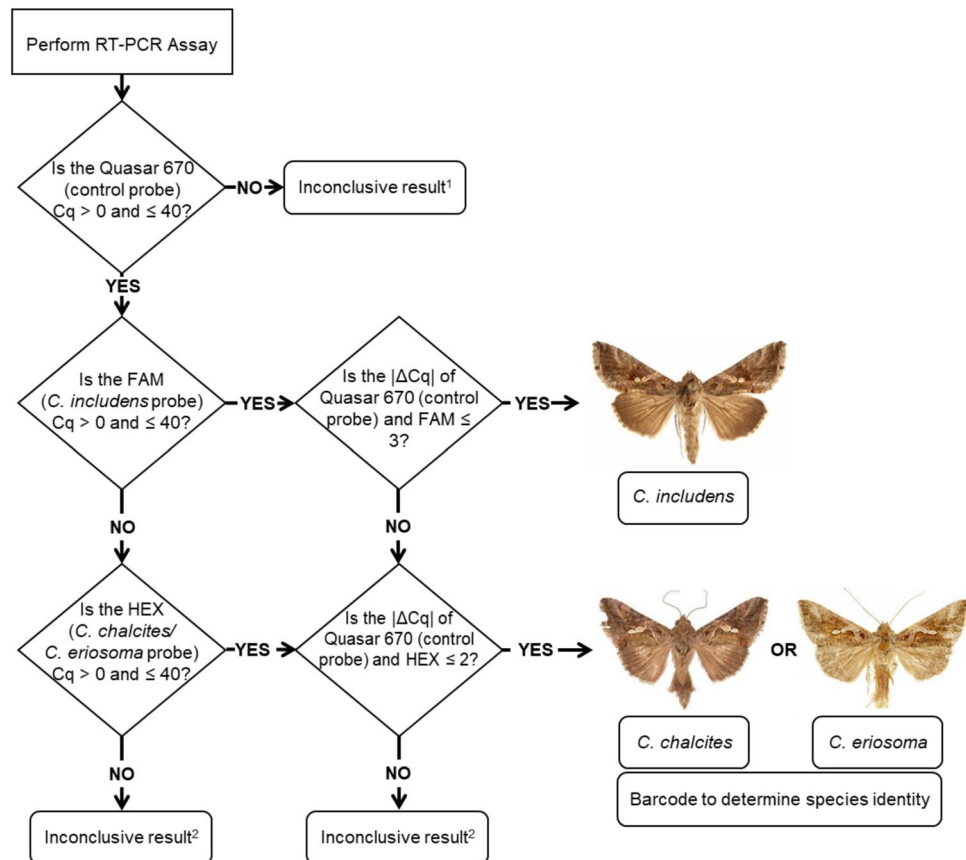 Perform RT-PCR Assay
Is the Quasar 670
(control probe)
Cq > 0 and ≤ 40?
NO
Inconclusive result¹
YES
Is the FAM
(C. includens probe)
Cq > 0 and ≤ 40?
YES
Is the |ΔCq| of
Quasar 670 (control
probe) and FAM ≤
3?
YES
C. includens
NO
NO
Is the HEX
(C. chalcites/
C. eriosoma probe)
Cq > 0 and ≤ 40?
YES
Is the |ΔCq| of
Quasar 670 (control
probe) and HEX ≤ 2?
YES
OR
C. chalcites
C. eriosoma
Barcode to determine species identity
NO
NO
Inconclusive result²
Inconclusive result²